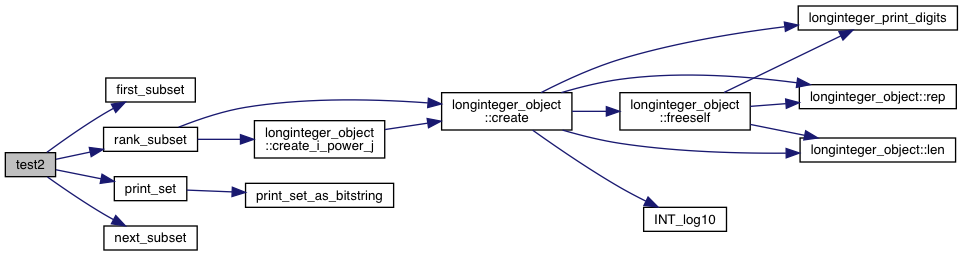 test2
first_subset
rank_subset
print_set
next_subset
longinteger_object
::create_i_power_j
print_set_as_bitstring
longinteger_object
::create
longinteger_object
::freeself
INT_log10
longinteger_print_digits
longinteger_object::rep
longinteger_object::len